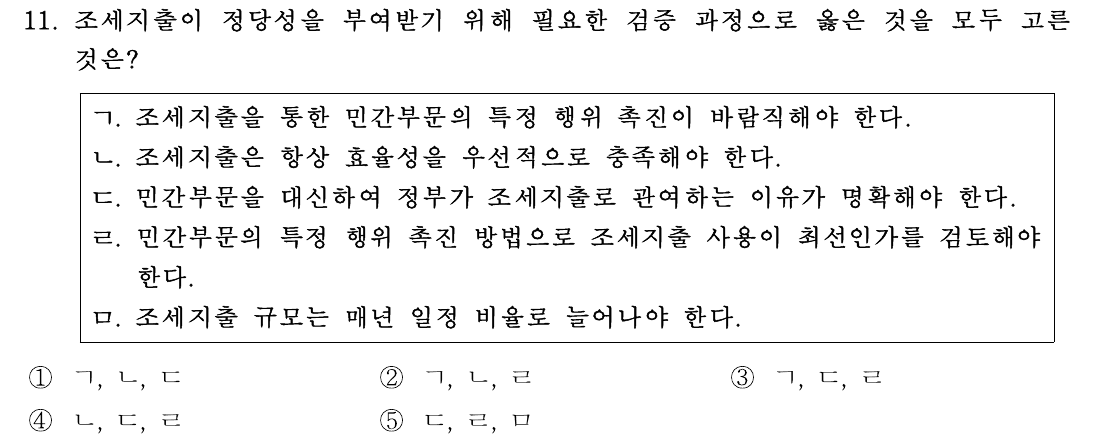 11. 조세지출이 정당성을 부여받기 위해 필요한 검증 과정으로 옳은 것을 모두 고른
것은?
ㄱ. 조세지출을 통한 민간부문의 특정 행위 촉진이 바람직해야 한다.
ㄴ. 조세지출은 항상 효율성을 우선적으로 충족해야 한다.
ㄷ. 민간부문을 대신하여 정부가 조세지출로 관여하는 이유가 명확해야 한다.
ㄹ. 민간부문의 특정 행위 촉진 방법으로 조세지출 사용이 최선인가를 검토해야
한다.
ㅁ. 조세지출 규모는 매년 일정 비율로 늘어나야 한다.
① ㄱ, ㄴ, ㄷ ② ㄱ, ㄴ, ㄹ ③ ㄱ, ㄷ, ㄹ
④ ㄴ, ㄷ, ㄹ ⑤ ㄷ, ㄹ, ㅁ